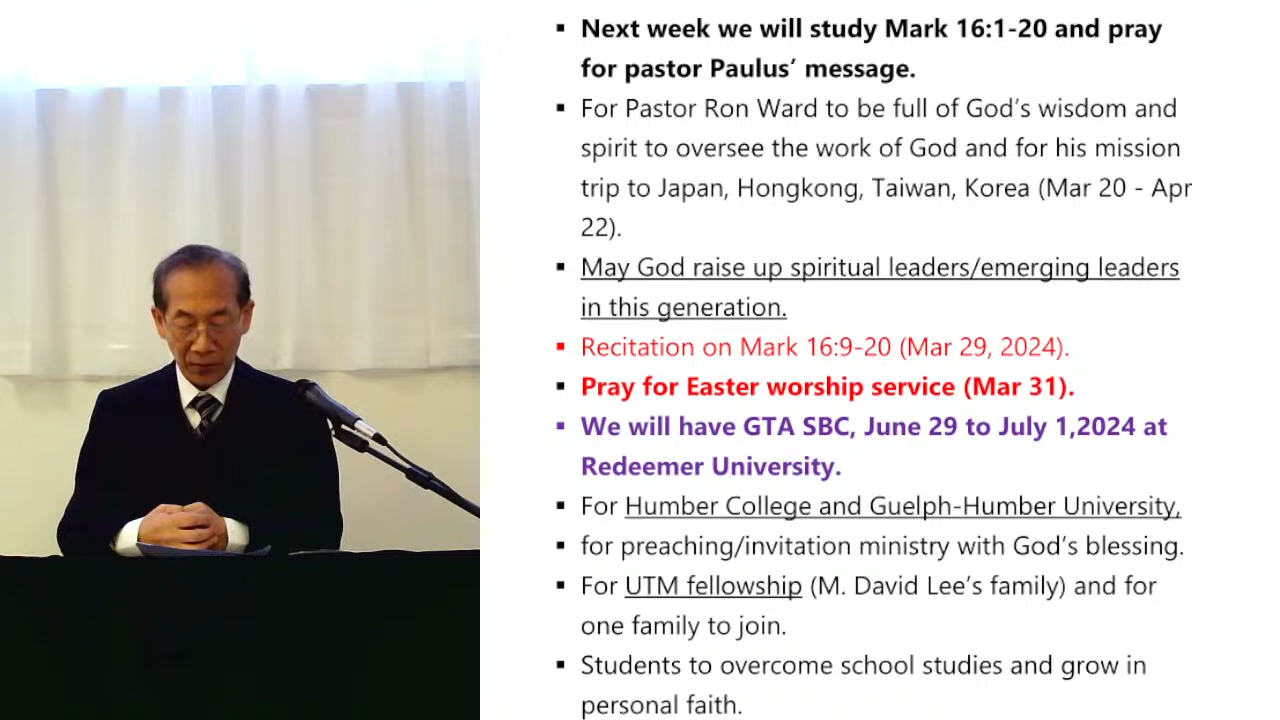 ▪ Next week we will study Mark 16:1-20 and pray
for pastor Paulus’ message.
▪ For Pastor Ron Ward to be full of God’s wisdom and
spirit to oversee the work of God and for his mission
trip to Japan, Hongkong, Taiwan, Korea (Mar 20 - Apr
22).
▪ May God raise up spiritual leaders/emerging leaders
in this generation.
▪ Recitation on Mark 16:9-20 (Mar 29, 2024).
▪ Pray for Easter worship service (Mar 31).
▪ We will have GTA SBC, June 29 to July 1,2024 at
Redeemer University.
▪ For Humber College and Guelph-Humber University,
▪ for preaching/invitation ministry with God’s blessing.
▪ For UTM fellowship (M. David Lee’s family) and for
one family to join.
▪ Students to overcome school studies and grow in
personal faith.